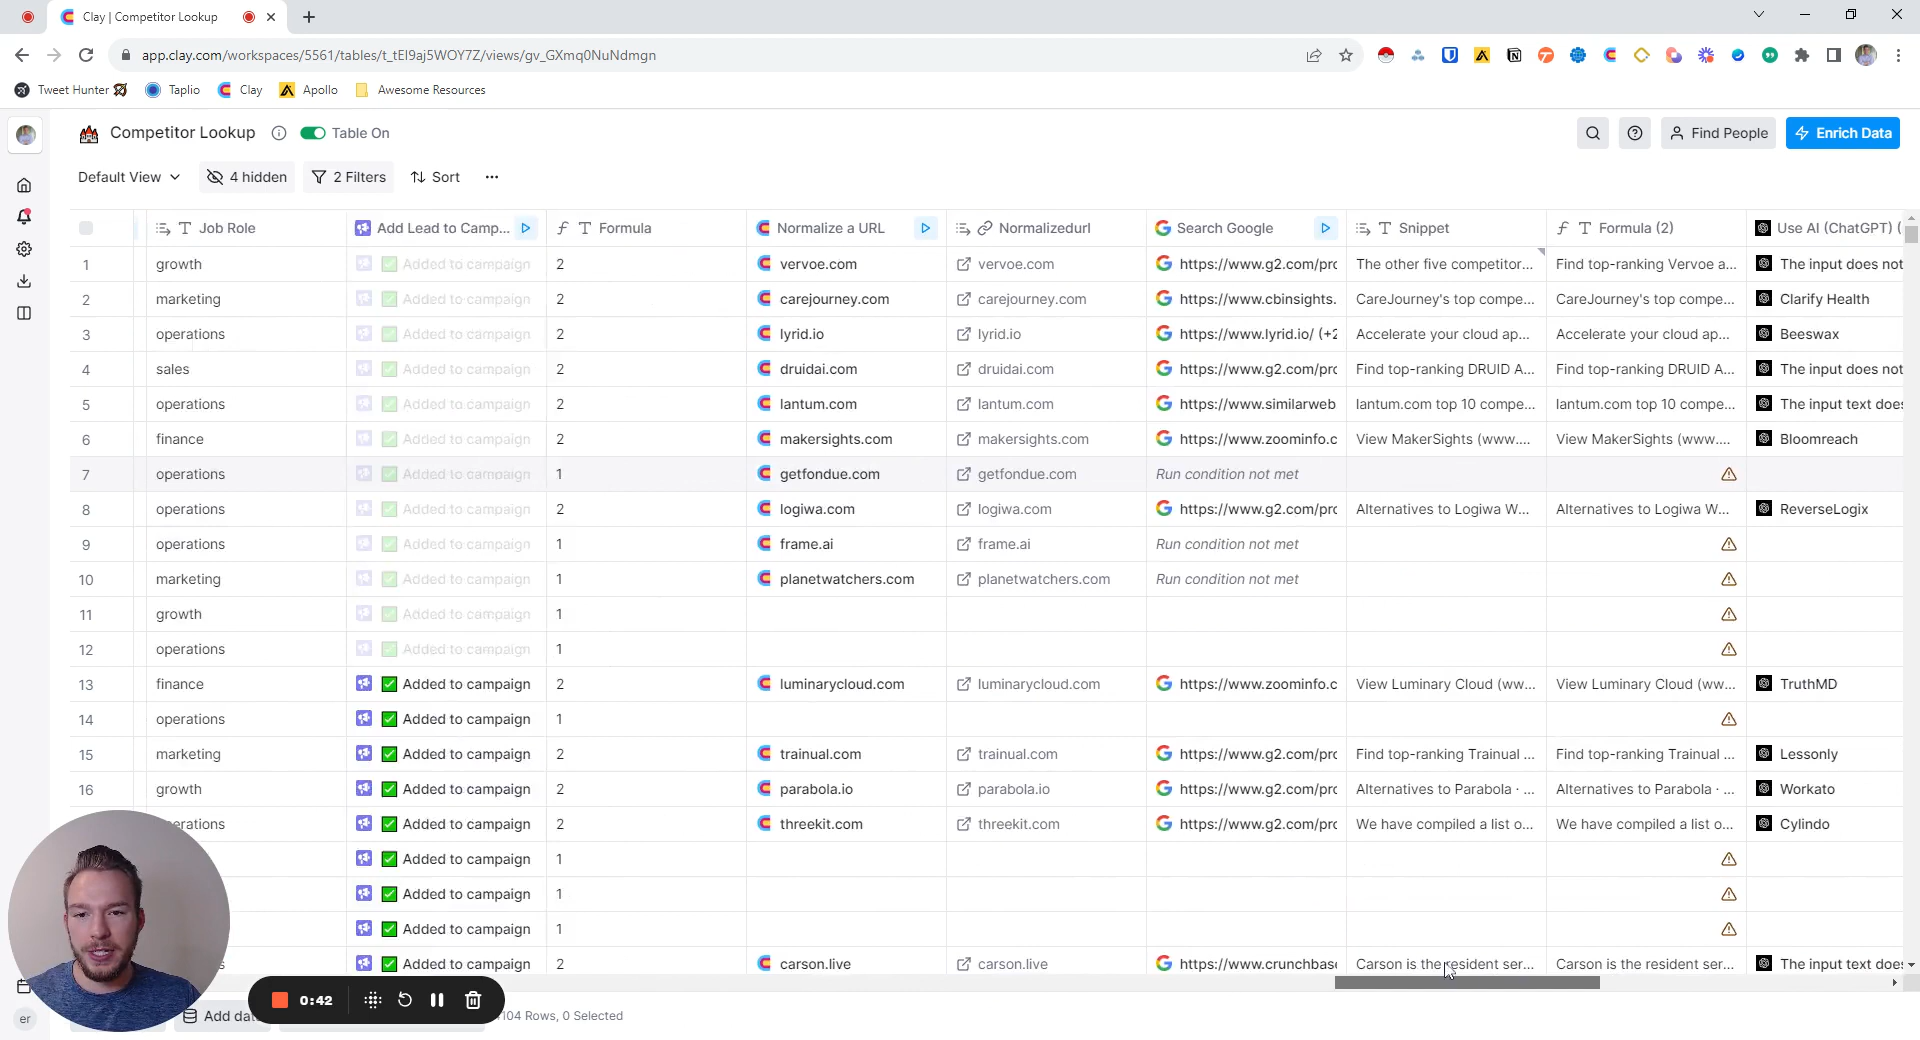 Clay | Competitor Lookup
app.clay.com/workspaces/5561/tables/t_tEl9aj5WOY7Z/views/gv_GXmq0NuNdmgn
Tweet Hunter Taplio Clay Apollo Awesome Resources
Competitor Lookup Table On Find People Enrich Data
Default View 4 hidden 2 Filters Sort
Job Role Add Lead to Camp... Formula Normalize a URL Normalizedurl Search Google Snippet Formula (2) Use AI (ChatGPT) (
1 growth Added to campaign 2 vervoe.com vervoe.com https://www.g2.com/prc The other five competitor... Find top-ranking Vervoe a... The input does not
2 marketing Added to campaign 2 carejourney.com carejourney.com https://www.cbinsights. CareJourney's top compe... CareJourney's top compe... Clarify Health
3 operations Added to campaign 2 lyrid.io lyrid.io https://www.lyrid.io/ (+2 Accelerate your cloud ap... Accelerate your cloud ap... Beeswax
4 sales Added to campaign 2 druidai.com druidai.com https://www.g2.com/prc Find top-ranking DRUID A... Find top-ranking DRUID A... The input does not
5 operations Added to campaign 2 lantum.com lantum.com https://www.similarweb lantum.com top 10 compe... lantum.com top 10 compe... The input text does
6 finance Added to campaign 2 makersights.com makersights.com https://www.zoominfo.c View MakerSights (www.... View MakerSights (www.... Bloomreach
7 operations Added to campaign 1 getfondue.com getfondue.com Run condition not met
8 operations Added to campaign 2 logiwa.com logiwa.com https://www.g2.com/prc Alternatives to Logiwa W... Alternatives to Logiwa W... ReverseLogix
9 operations Added to campaign 1 frame.ai frame.ai Run condition not met
10 marketing Added to campaign 1 planetwatchers.com planetwatchers.com Run condition not met
11 growth Added to campaign 1
12 operations Added to campaign 1
13 finance Added to campaign 2 luminarycloud.com luminarycloud.com https://www.zoominfo.c View Luminary Cloud (ww... View Luminary Cloud (ww... TruthMD
14 operations Added to campaign 1
15 marketing Added to campaign 2 trainual.com trainual.com https://www.g2.com/prc Find top-ranking Trainual ... Find top-ranking Trainual ... Lessonly
16 growth Added to campaign 2 parabola.io parabola.io https://www.g2.com/prc Alternatives to Parabola · ... Alternatives to Parabola · ... Workato
erations Added to campaign 2 threekit.com threekit.com https://www.g2.com/prc We have compiled a list o... We have compiled a list o... Cylindo
Added to campaign 1
Added to campaign 1
Added to campaign 1
s Added to campaign 2 carson.live carson.live https://www.crunchbase Carson is the resident ser... Carson is the resident ser... The input text does
0:42
er Add dat 104 Rows, 0 Selected